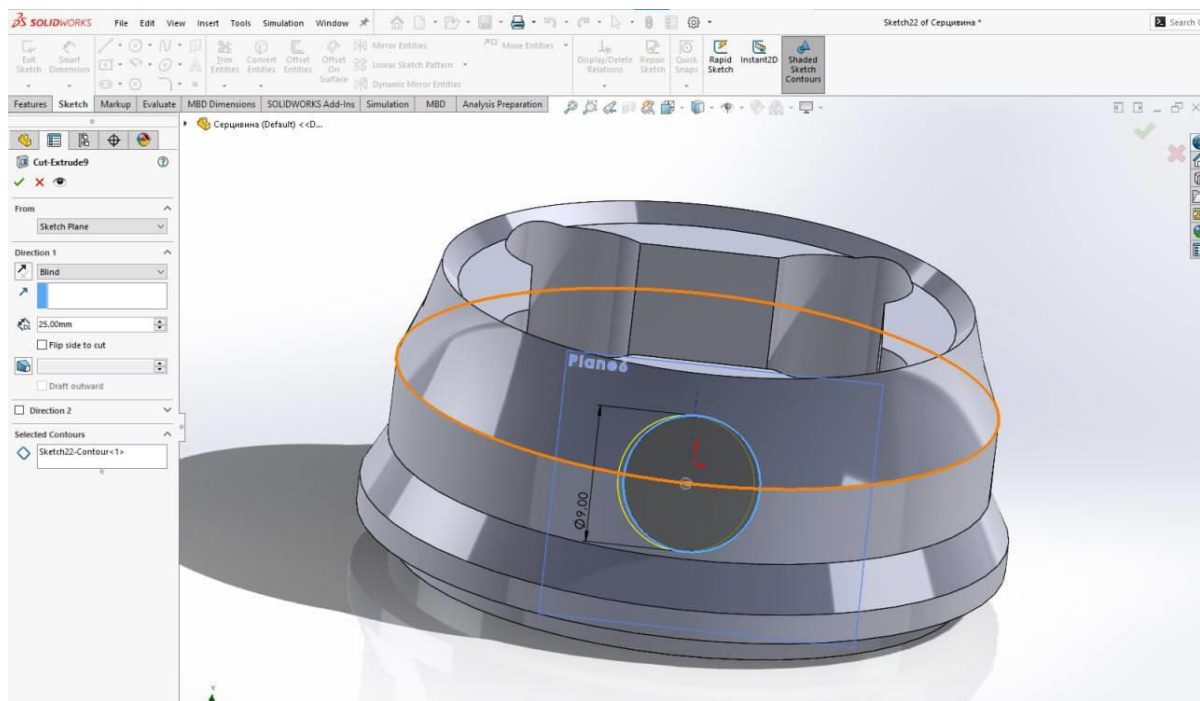 SOLIDWORKS File Edit View Insert Tools Simulation Window Sketch22 of Серцивина * Search
Exit Sketch Smart Dimension Trim Entities Convert Entities Offset Entities Offset On Surface Mirror Entities Linear Sketch Pattern Dynamic Mirror Entities Move Entities Display/Delete Relations Repair Sketch Quick Snaps Rapid Sketch Instant2D Shaded Sketch Contours
Features Sketch Markup Evaluate MBD Dimensions SOLIDWORKS Add-Ins Simulation MBD Analysis Preparation
Серцивина (Default) <<D...
Cut-Extrude9
From
Sketch Plane
Direction 1
Blind
25.00mm
Flip side to cut
Draft outward
Direction 2
Selected Contours
Sketch22-Contour<1>
Plane6
Ø9.00
Y